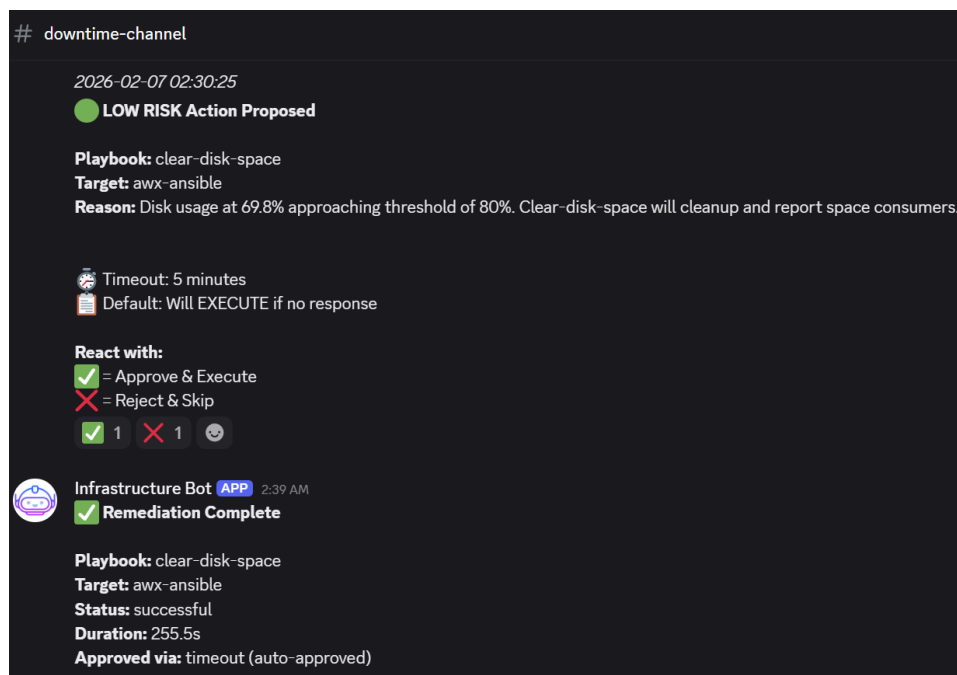 # downtime-channel
2026-02-07 02:30:25
LOW RISK Action Proposed
Playbook: clear-disk-space
Target: awx-ansible
Reason: Disk usage at 69.8% approaching threshold of 80%. Clear-disk-space will cleanup and report space consumers.
Timeout: 5 minutes
Default: Will EXECUTE if no response
React with:
✅ = Approve & Execute
❌ = Reject & Skip
✅ 1 ❌ 1
Infrastructure Bot APP 2:39 AM
✅ Remediation Complete
Playbook: clear-disk-space
Target: awx-ansible
Status: successful
Duration: 255.5s
Approved via: timeout (auto-approved)